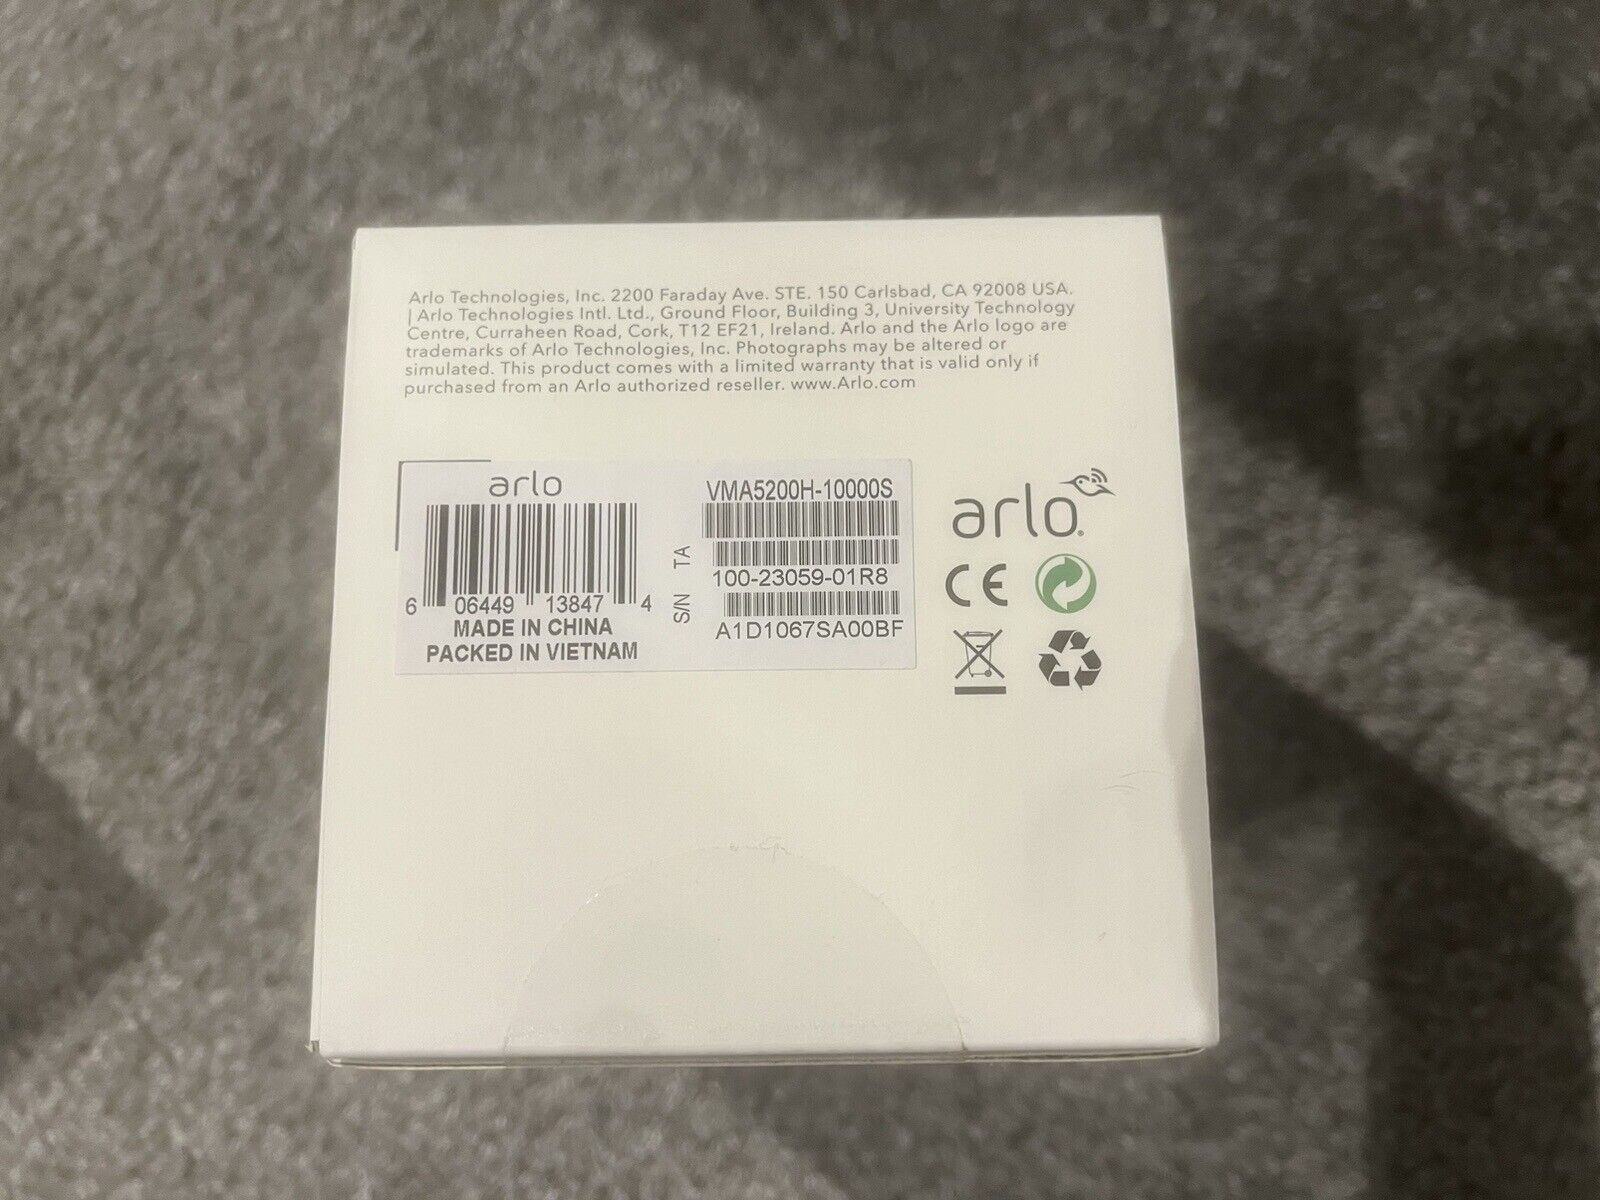 Arlo Technologies, Inc. 2200 Faraday Ave. STE. 150 Carlsbad, CA 92008 USA.
| Arlo Technologies Intl. Ltd., Ground Floor, Building 3, University Technology
Centre, Curraheen Road, Cork, T12 EF21, Ireland. Arlo and the Arlo logo are
trademarks of Arlo Technologies, Inc. Photographs may be altered or
simulated. This product comes with a limited warranty that is valid only if
purchased from an Arlo authorized reseller. www.Arlo.com
arlo
6 06449 13847 4
MADE IN CHINA
PACKED IN VIETNAM
VMA5200H-10000S
TA
100-23059-01R8
S/N
A1D1067SA00BF
arlo®
CE